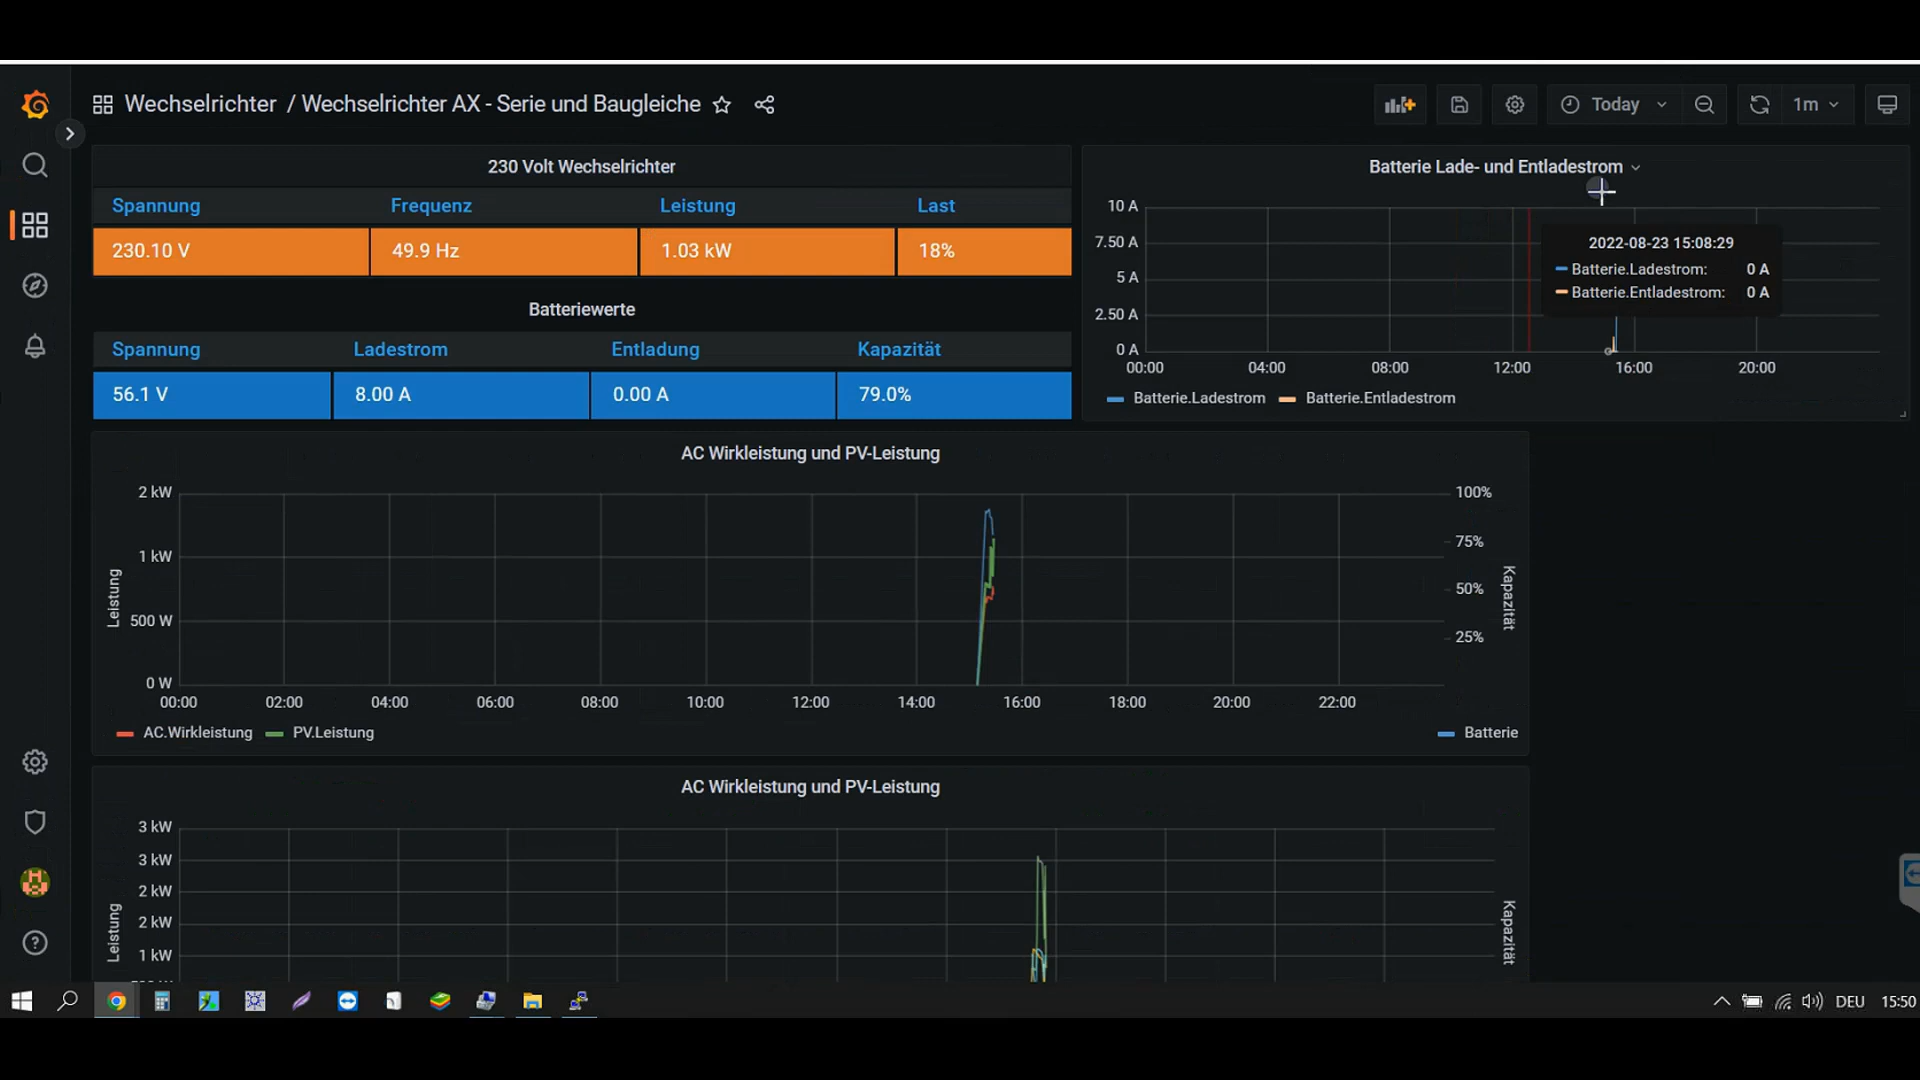 Wechselrichter / Wechselrichter AX - Serie und Baugleiche
Today
1m
230 Volt Wechselrichter
Spannung Frequenz Leistung Last
230.10 V 49.9 Hz 1.03 kW 18%
Batteriewerte
Spannung Ladestrom Entladung Kapazität
56.1 V 8.00 A 0.00 A 79.0%
Batterie Lade- und Entladestrom
10 A
7.50 A
5 A
2.50 A
0 A
00:00 04:00 08:00 12:00 16:00 20:00
2022-08-23 15:08:29
Batterie.Ladestrom: 0 A
Batterie.Entladestrom: 0 A
Batterie.Ladestrom Batterie.Entladestrom
AC Wirkleistung und PV-Leistung
Leistung
2 kW
1 kW
500 W
0 W
100%
75%
50%
25%
Kapazität
00:00 02:00 04:00 06:00 08:00 10:00 12:00 14:00 16:00 18:00 20:00 22:00
AC.Wirkleistung PV.Leistung Batterie
AC Wirkleistung und PV-Leistung
Leistung
3 kW
3 kW
2 kW
2 kW
1 kW
Kapazität
DEU 15:50